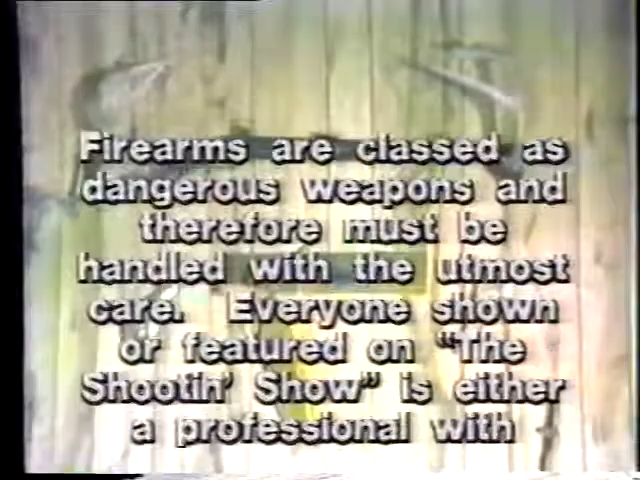 Firearms are classed as
dangerous weapons and
therefore must be
handled with the utmost
care. Everyone shown
or featured on "The
Shootin' Show" is either
a professional with